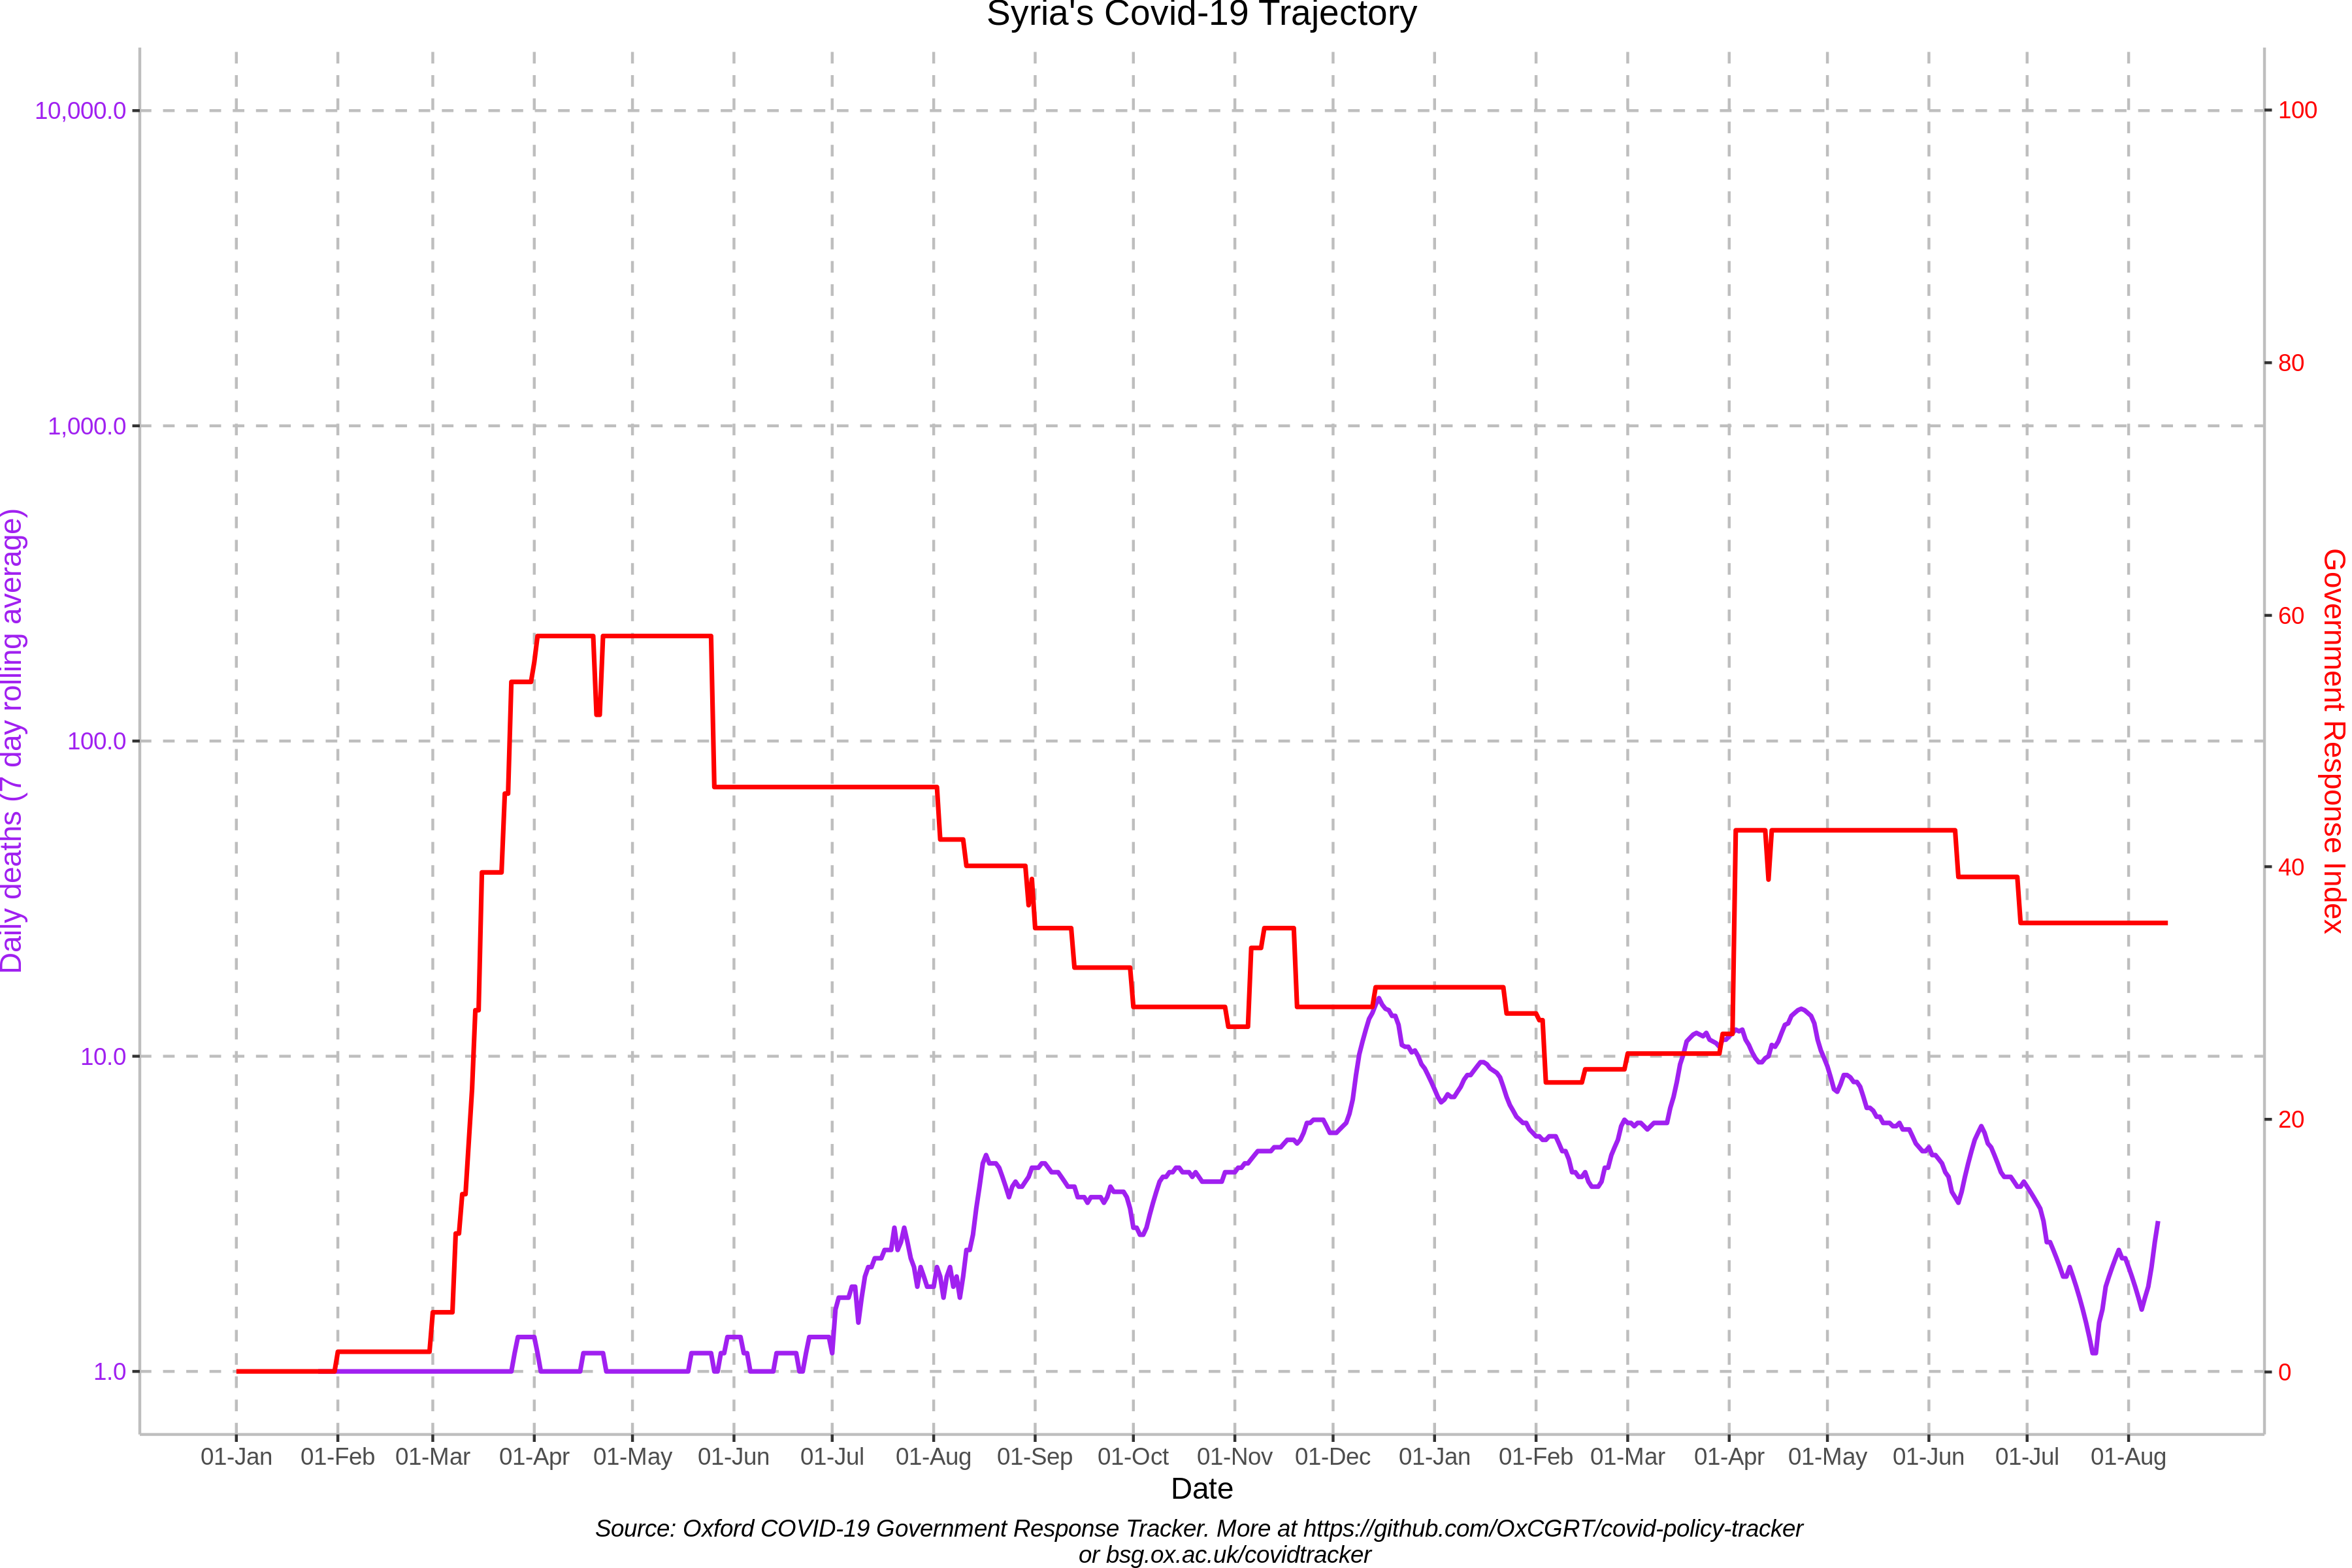 Syria's Covid-19 Trajectory
10,000.0
1,000.0
100.0
10.0
1.0
Daily deaths (7 day rolling average)
100
80
60
40
20
0
Government Response Index
01-Jan 01-Feb 01-Mar 01-Apr 01-May 01-Jun 01-Jul 01-Aug 01-Sep 01-Oct 01-Nov 01-Dec 01-Jan 01-Feb 01-Mar 01-Apr 01-May 01-Jun 01-Jul 01-Aug
Date
Source: Oxford COVID-19 Government Response Tracker. More at https://github.com/OxCGRT/covid-policy-tracker
or bsg.ox.ac.uk/covidtracker